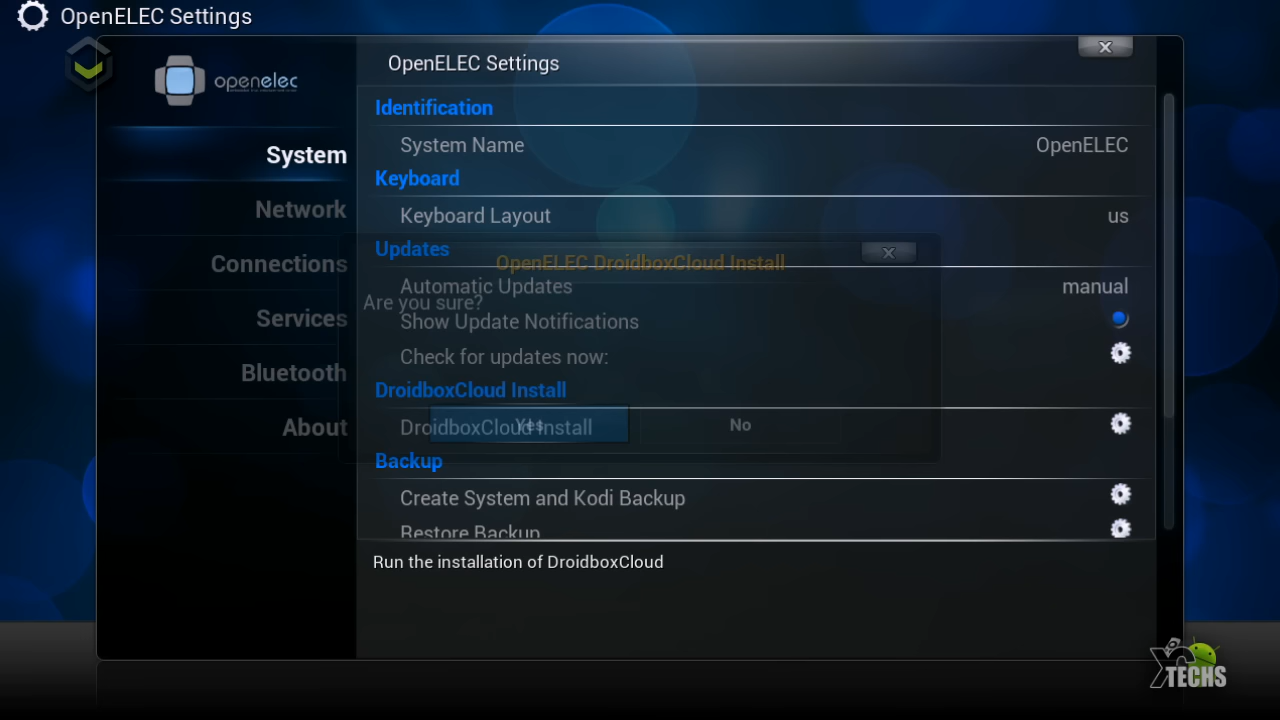 OpenELEC Settings
openelec
OpenELEC Settings
System
Network
Connections
Services
Bluetooth
About
Identification
System Name OpenELEC
Keyboard
Keyboard Layout us
Updates
Automatic Updates manual
Show Update Notifications
Check for updates now:
DroidboxCloud Install
DroidboxCloud Install
Backup
Create System and Kodi Backup
Restore Backup
OpenELEC DroidboxCloud Install
Are you sure?
Yes No
Run the installation of DroidboxCloud
TECHS